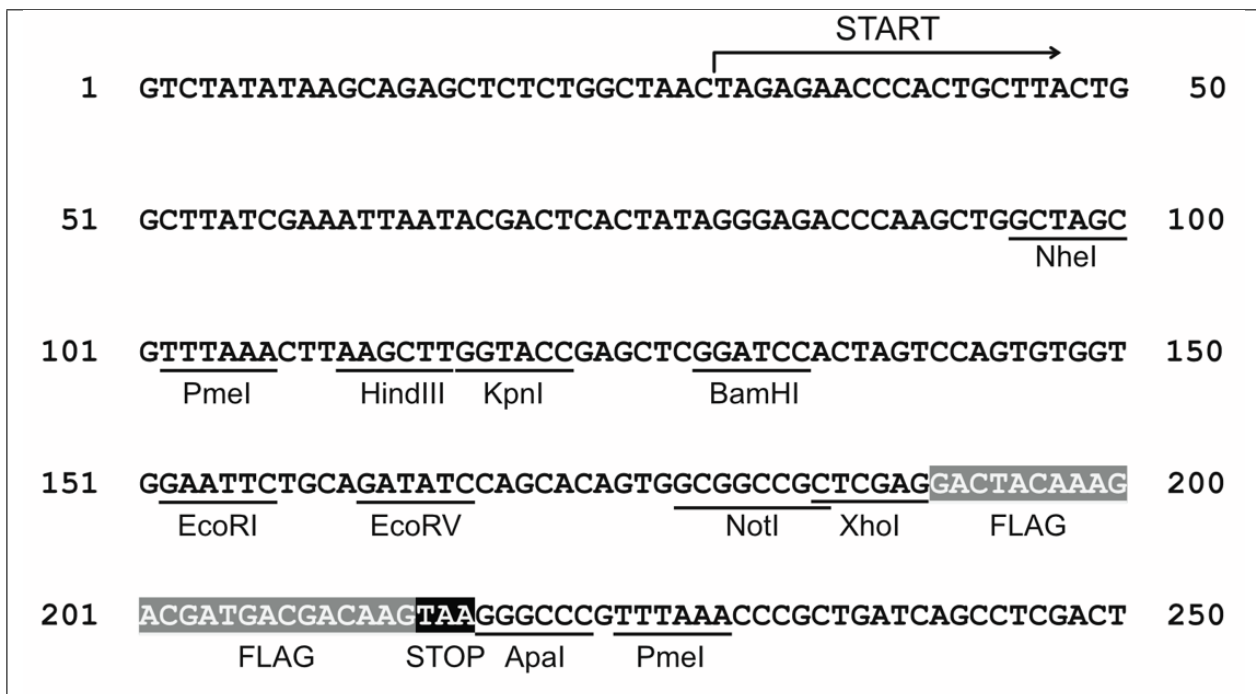 START
1 GTCTATATAAGCAGAGCTCTCTGGCTAACTAGAGAACCCACTGCTTACTG 50
51 GCTTATCGAAATTAATACGACTCACTATAGGGAGACCCAAGCTGGCTAGC 100
NheI
101 GTTTAAACTTAAGCTTGGTACCGAGCTCGGATCCACTAGTCCAGTGTGGT 150
PmeI HindIII KpnI BamHI
151 GGAATTCTGCAGATATCCAGCACAGTGGCGGCCGCTCGAGGACTACAAAG 200
EcoRI EcoRV NotI XhoI FLAG
201 ACGATGACGACAAGTAAGGGCCCGTTTAAACCCGCTGATCAGCCTCGACT 250
FLAG STOP ApaI PmeI